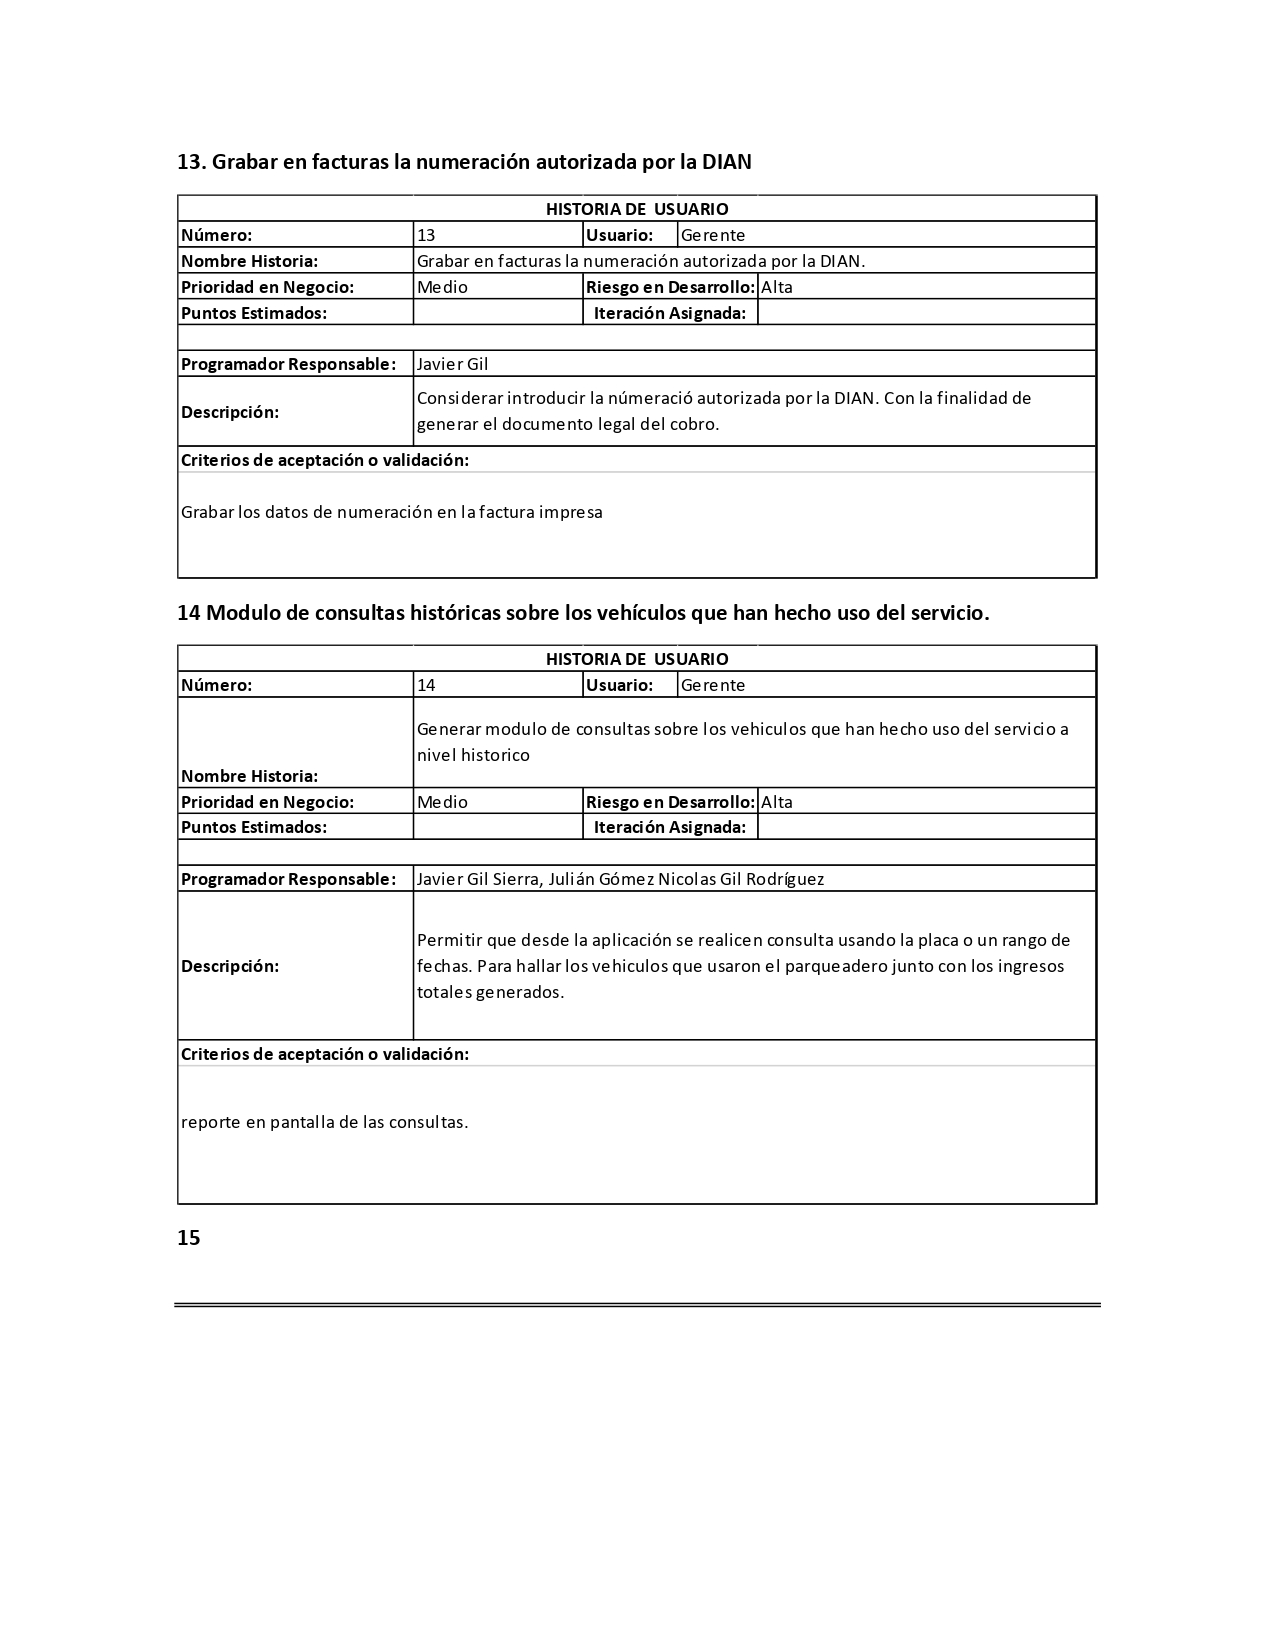 13. Grabar en facturas la numeración autorizada por la DIAN
HISTORIA DE USUARIO
Número: 13 Usuario: Gerente
Nombre Historia: Grabar en facturas la numeración autorizada por la DIAN.
Prioridad en Negocio: Medio Riesgo en Desarrollo: Alta
Puntos Estimados: Iteración Asignada:
Programador Responsable: Javier Gil
Descripción: Considerar introducir la númeració autorizada por la DIAN. Con la finalidad de
generar el documento legal del cobro.
Criterios de aceptación o validación:
Grabar los datos de numeración en la factura impresa
14 Modulo de consultas históricas sobre los vehículos que han hecho uso del servicio.
HISTORIA DE USUARIO
Número: 14 Usuario: Gerente
Nombre Historia: Generar modulo de consultas sobre los vehiculos que han hecho uso del servicio a
nivel historico
Prioridad en Negocio: Medio Riesgo en Desarrollo: Alta
Puntos Estimados: Iteración Asignada:
Programador Responsable: Javier Gil Sierra, Julián Gómez Nicolas Gil Rodríguez
Descripción: Permitir que desde la aplicación se realicen consulta usando la placa o un rango de
fechas. Para hallar los vehiculos que usaron el parqueadero junto con los ingresos
totales generados.
Criterios de aceptación o validación:
reporte en pantalla de las consultas.
15